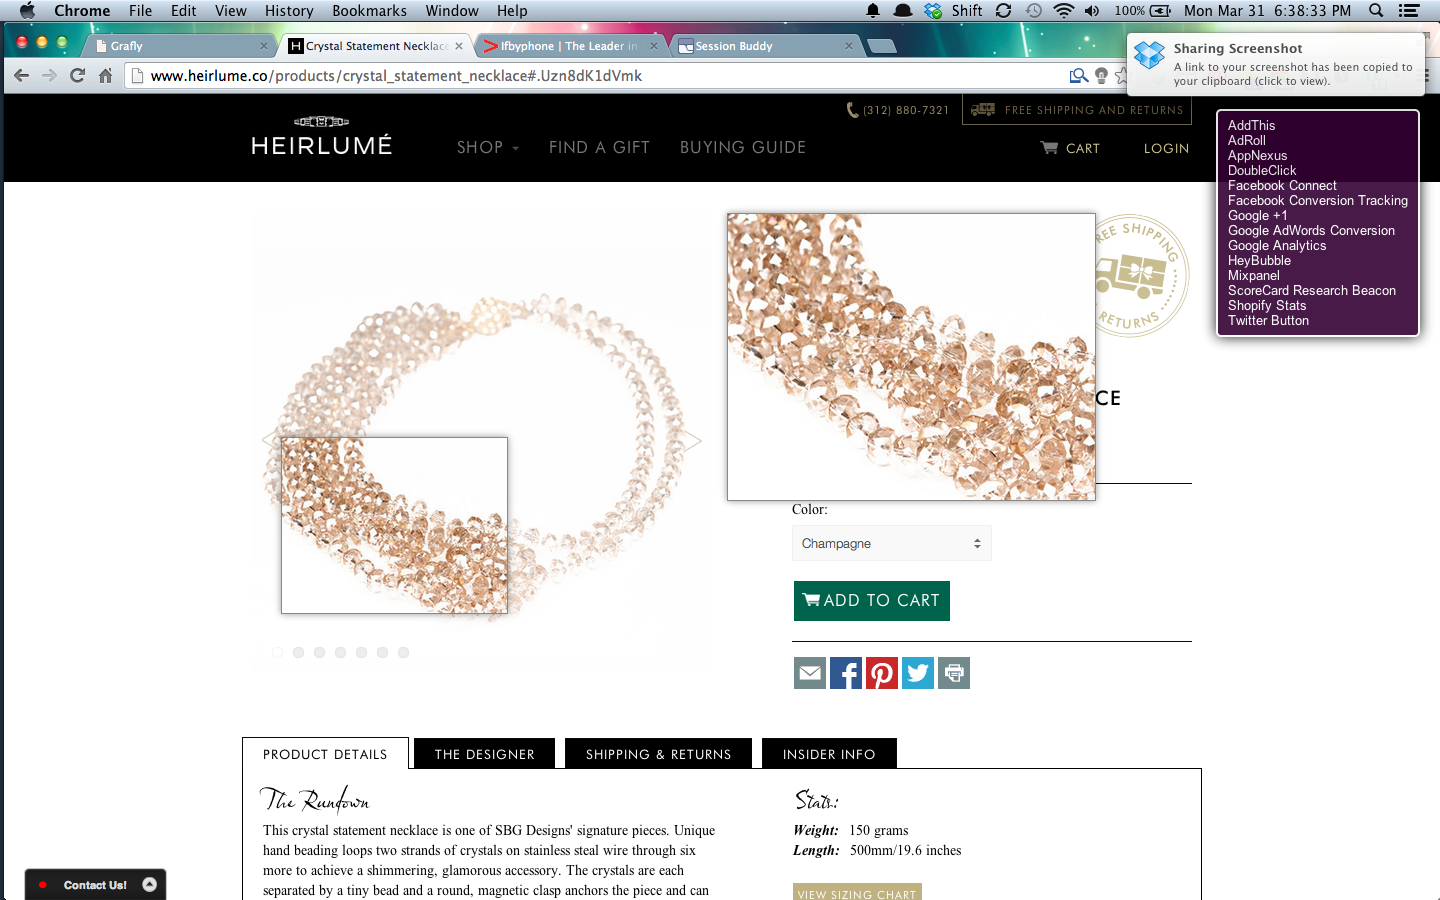 Chrome File Edit View History Bookmarks Window Help Shift 100% Mon Mar 31 6:38:33 PM
Grafly
Crystal Statement Necklace
Ifbyphone | The Leader in
Session Buddy
www.heirlume.co/products/crystal_statement_necklace#.Uzn8dK1dVmk
Sharing Screenshot
A link to your screenshot has been copied to
your clipboard (click to view).
(312) 880-7321
FREE SHIPPING AND RETURNS
HEIRLUMÉ
SHOP
FIND A GIFT
BUYING GUIDE
CART
LOGIN
AddThis
AdRoll
AppNexus
DoubleClick
Facebook Connect
Facebook Conversion Tracking
Google +1
Google AdWords Conversion
Google Analytics
HeyBubble
Mixpanel
ScoreCard Research Beacon
Shopify Stats
Twitter Button
REE SHIPPING
RETURNS
CE
Color:
Champagne
ADD TO CART
PRODUCT DETAILS
THE DESIGNER
SHIPPING & RETURNS
INSIDER INFO
The Rundown
This crystal statement necklace is one of SBG Designs' signature pieces. Unique
hand beading loops two strands of crystals on stainless steal wire through six
more to achieve a shimmering, glamorous accessory. The crystals are each
separated by a tiny bead and a round, magnetic clasp anchors the piece and can
Stats:
Weight: 150 grams
Length: 500mm/19.6 inches
VIEW SIZING CHART
Contact Us!